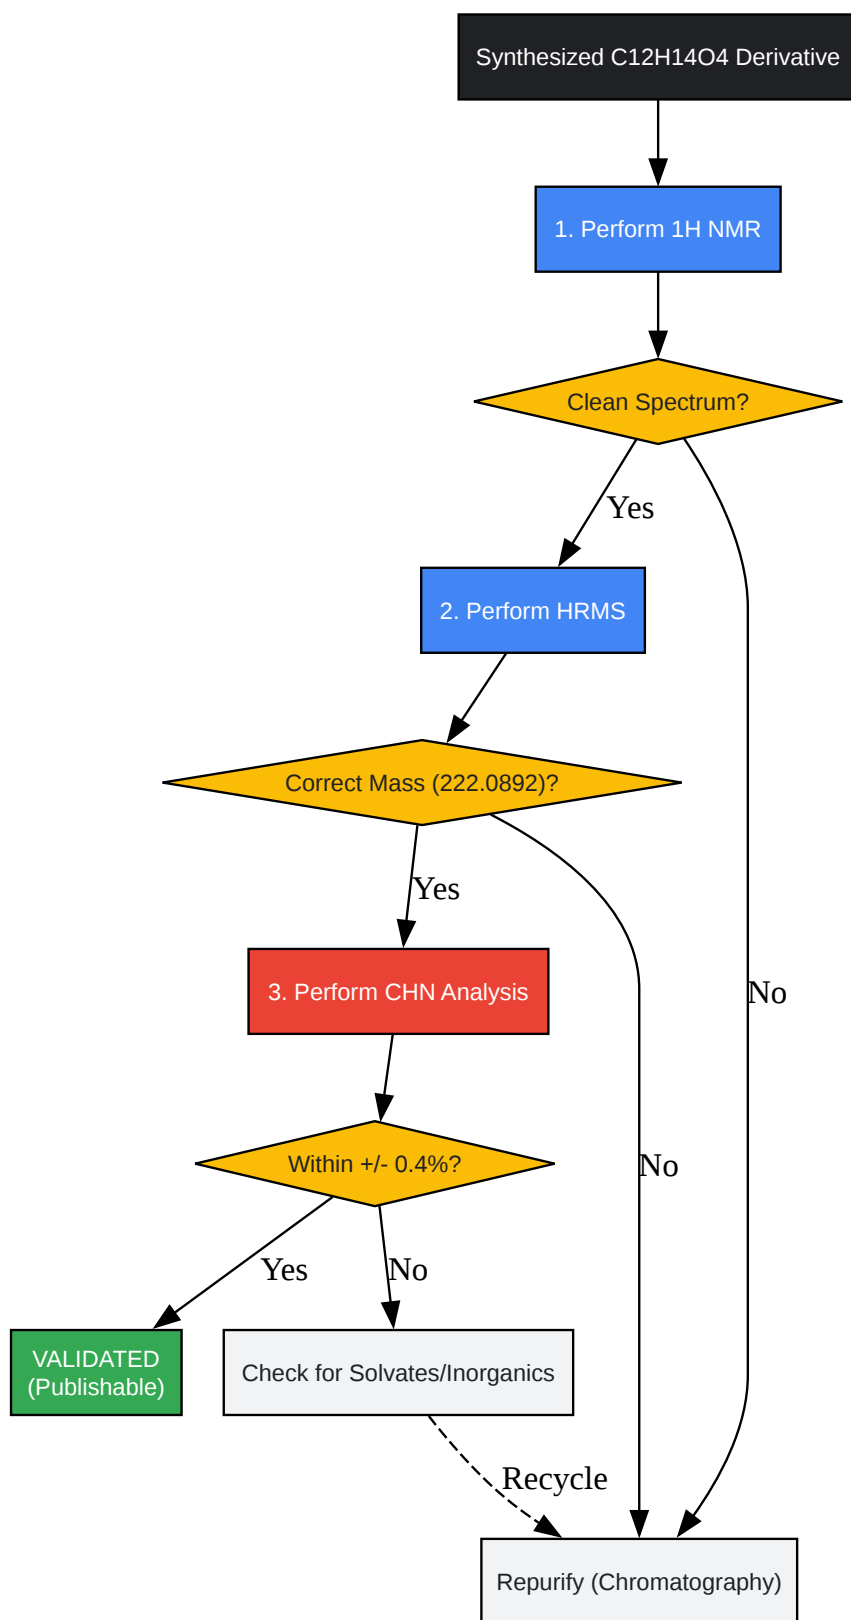 Synthesized C12H14O4 Derivative
1. Perform 1H NMR
Clean Spectrum?
Yes
2. Perform HRMS
Correct Mass (222.0892)?
Yes
3. Perform CHN Analysis
No
Within +/- 0.4%?
No
Yes
No
VALIDATED
(Publishable)
Check for Solvates/Inorganics
Recycle
Repurify (Chromatography)